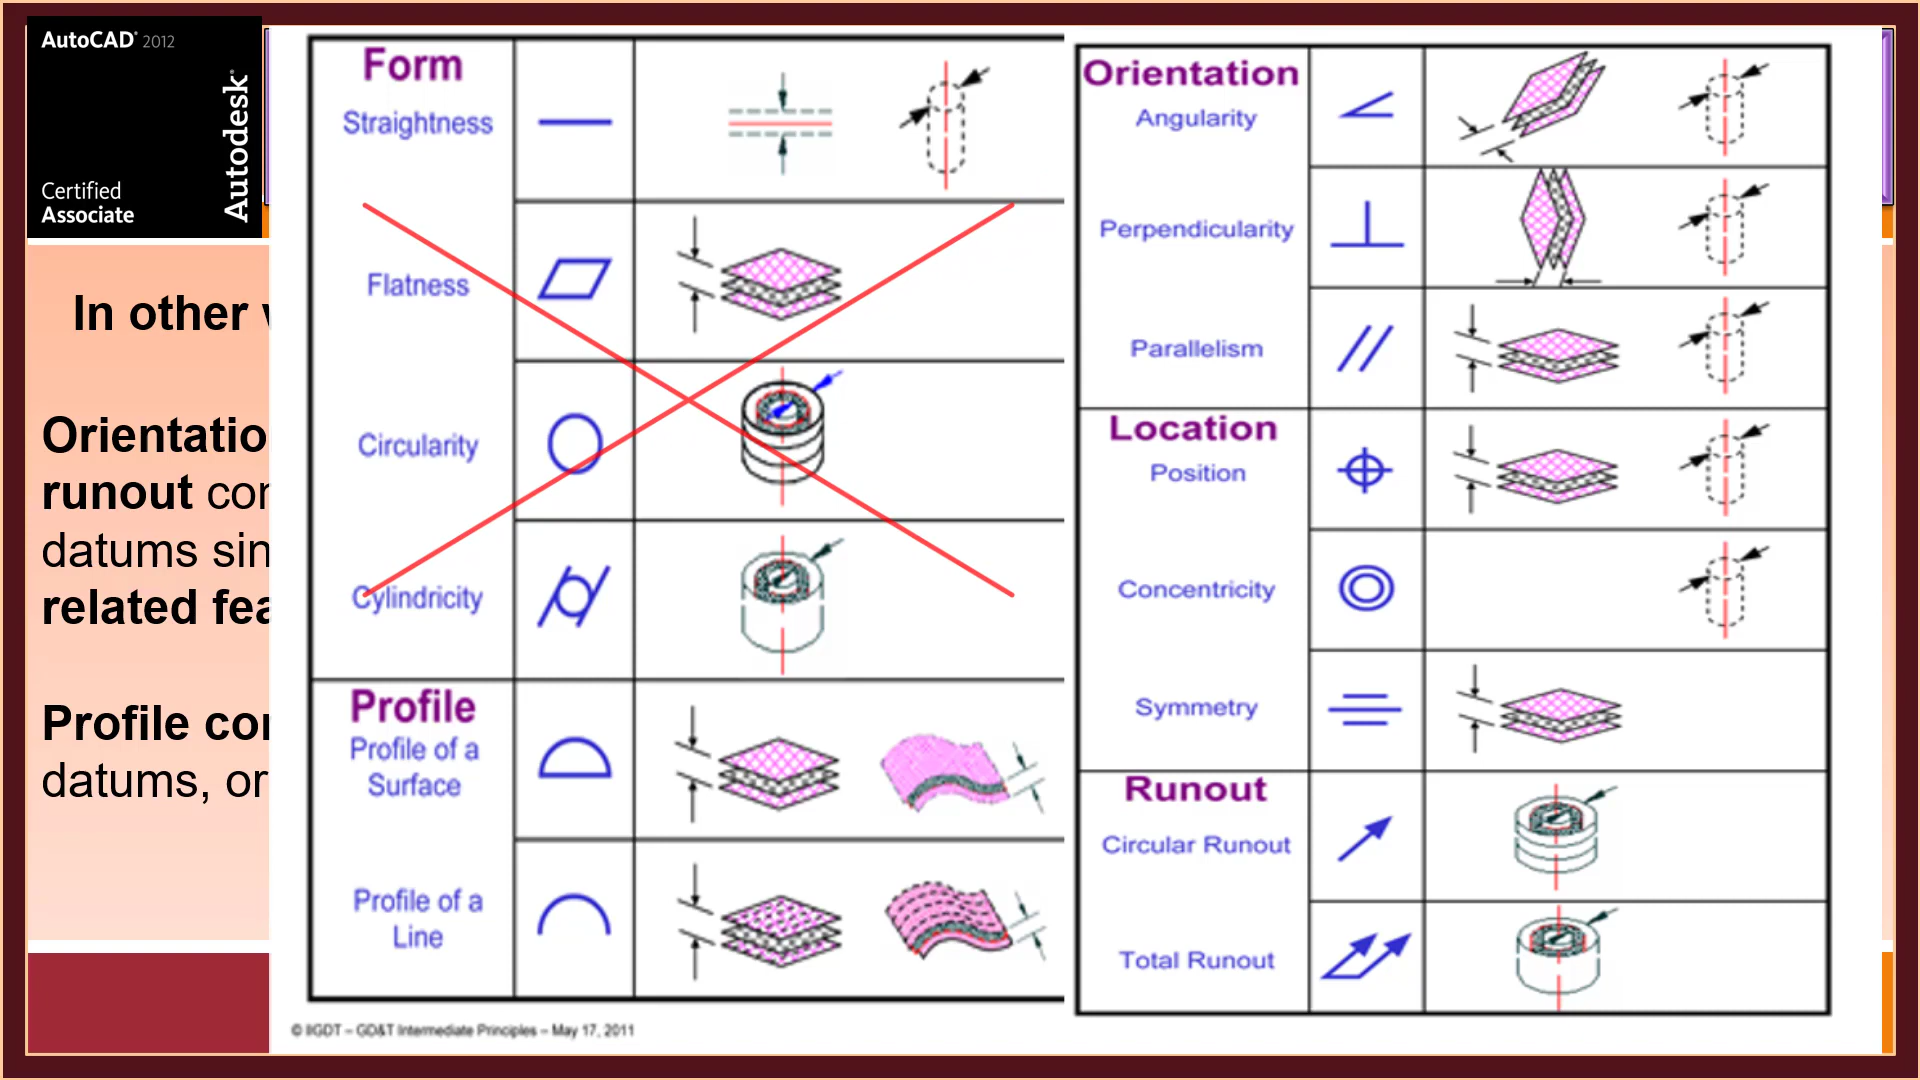 AutoCAD® 2012
Autodesk®
Certified
Associate
In other
Orientatio
runout cor
datums sin
related fea
Profile cor
datums, or
Form
Straightness
Flatness
Circularity
Cylindricity
Profile
Profile of a
Surface
Profile of a
Line
© IIGDT – GD&T Intermediate Principles – May 17, 2011
Orientation
Angularity
Perpendicularity
Parallelism
Location
Position
Concentricity
Symmetry
Runout
Circular Runout
Total Runout